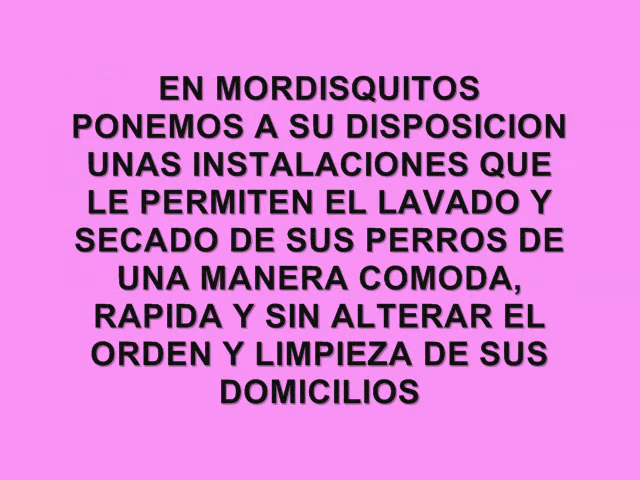 EN MORDISQUITOS
PONEMOS A SU DISPOSICION
UNAS INSTALACIONES QUE
LE PERMITEN EL LAVADO Y
SECADO DE SUS PERROS DE
UNA MANERA COMODA,
RAPIDA Y SIN ALTERAR EL
ORDEN Y LIMPIEZA DE SUS
DOMICILIOS